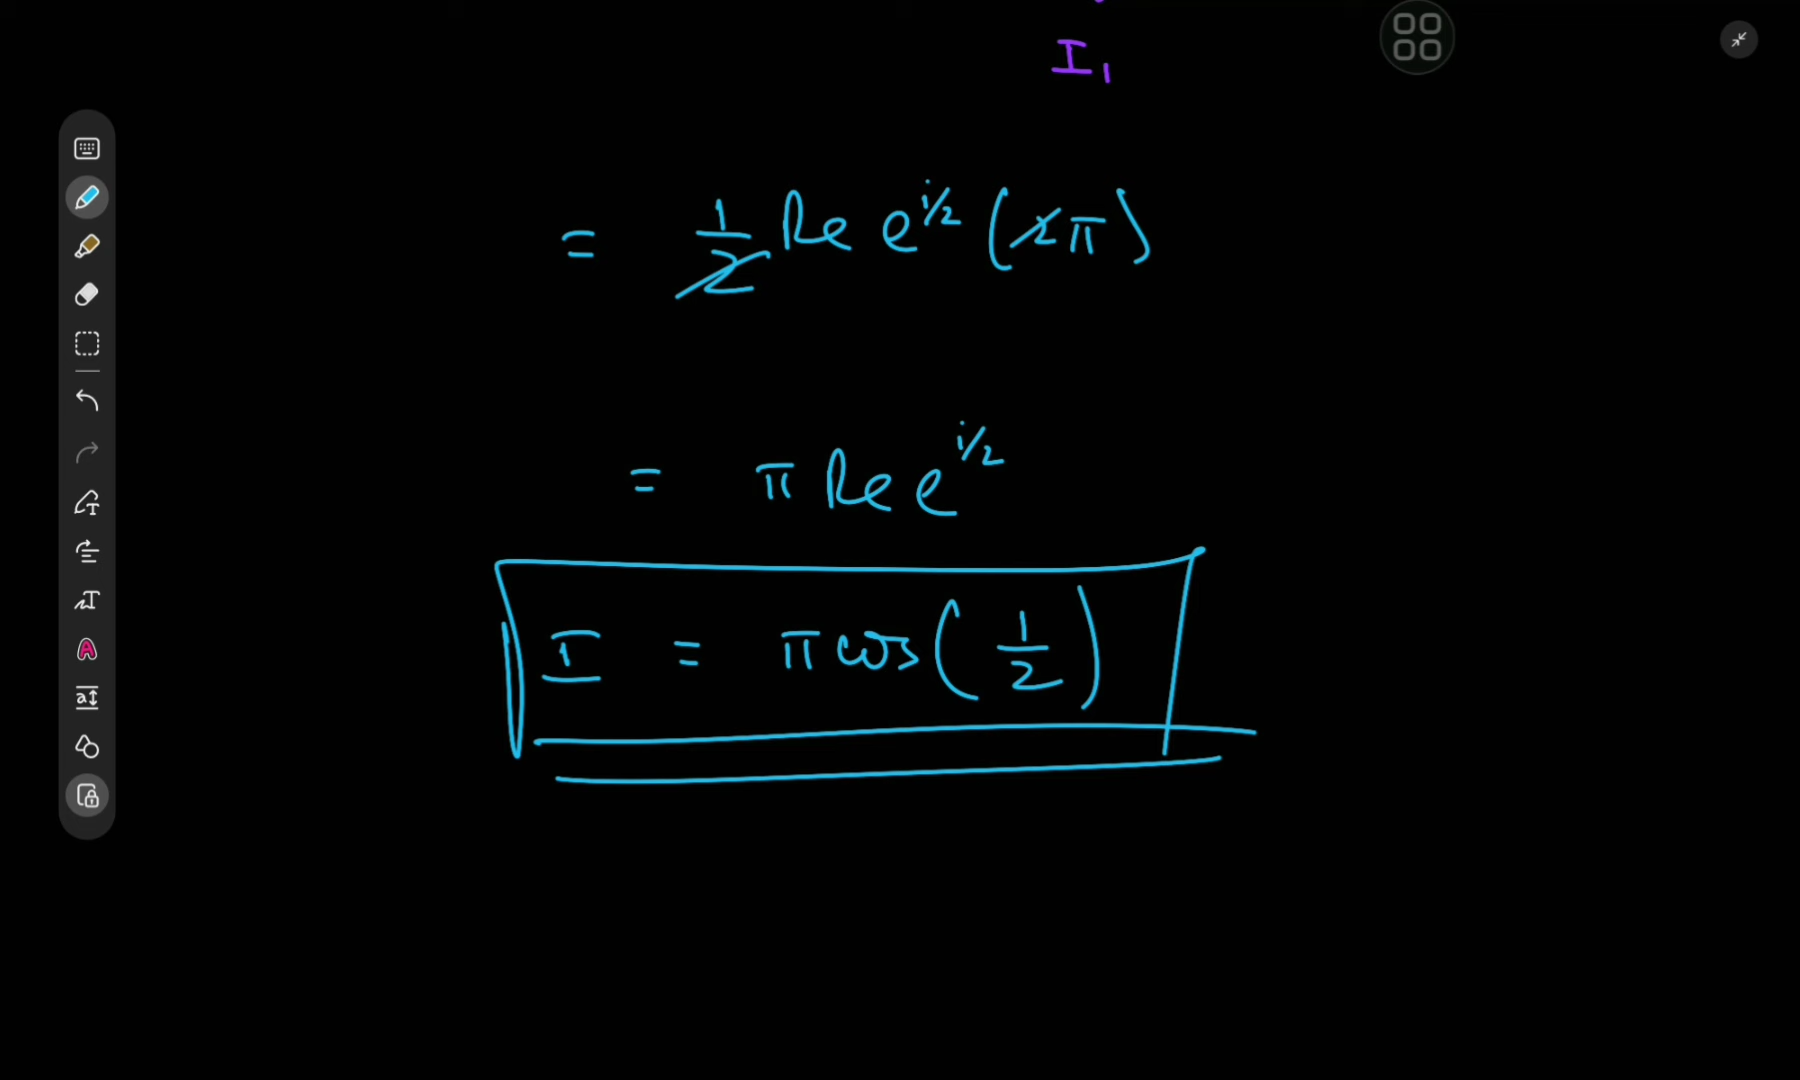 I₁
= 1/2 Re e^{i/2} (2π)
= π Re e^{i/2}
I = π cos(1/2)